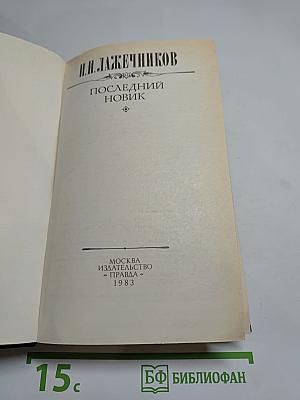 И.И.ЛАЖЕЧНИКОВ
ПОСЛЕДНИЙ
НОВИК
МОСКВА
ИЗДАТЕЛЬСТВО
«ПРАВДА»
1983
15с
БФ БИБЛИОФАН